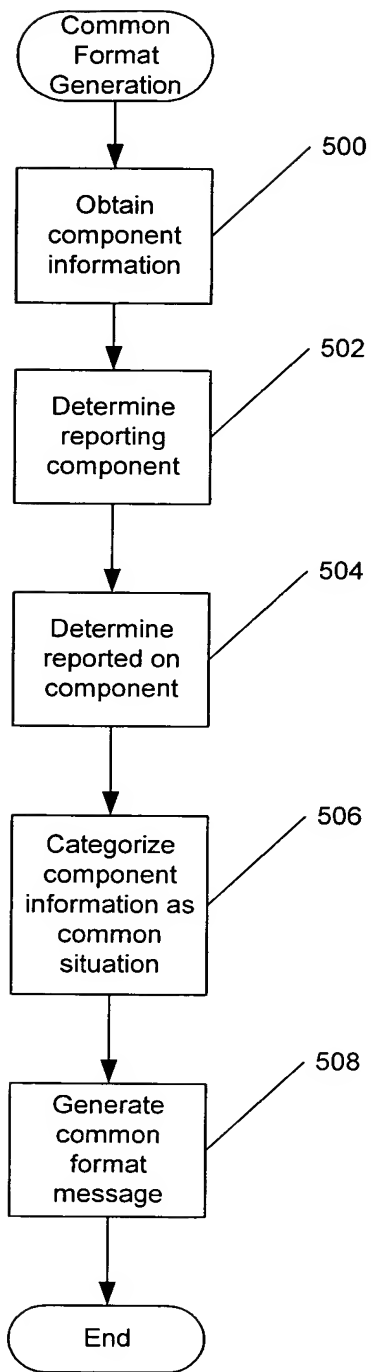 Common
Format
Generation
500
Obtain
component
information
502
Determine
reporting
component
504
Determine
reported on
component
506
Categorize
component
information as
common
situation
508
Generate
common
format
message
End